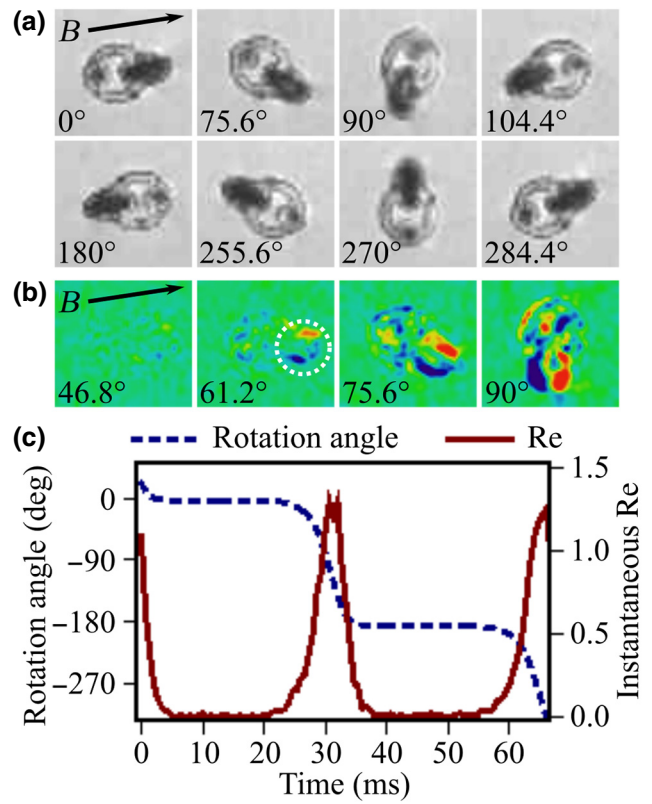 (a)
B
0°
75.6°
90°
104.4°
180°
255.6°
270°
284.4°
(b)
B
46.8°
61.2°
75.6°
90°
(c)
Rotation angle
Re
Rotation angle (deg)
0
−90
−180
−270
1.5
1.0
0.5
0.0
Instantaneous Re
0
10
20
30
40
50
60
Time (ms)